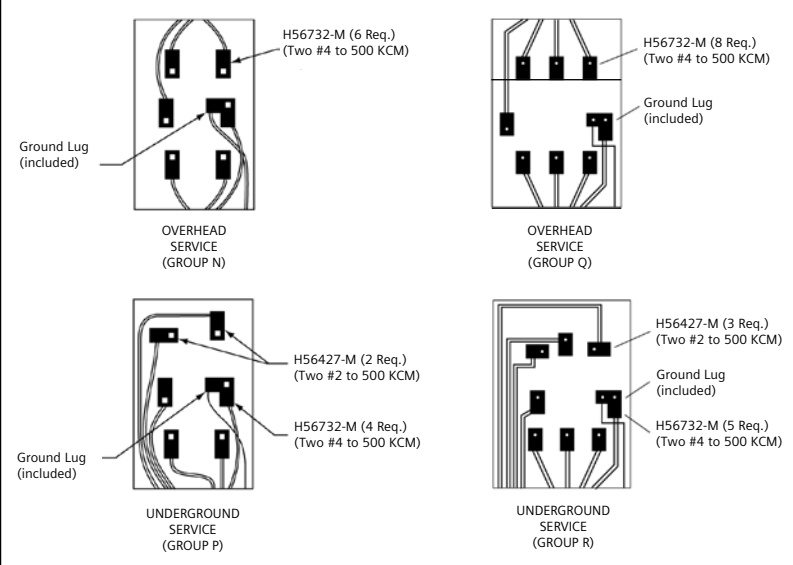 H56732-M (6 Req.)
(Two #4 to 500 KCM)
Ground Lug
(included)
OVERHEAD
SERVICE
(GROUP N)
H56732-M (8 Req.)
(Two #4 to 500 KCM)
Ground Lug
(included)
OVERHEAD
SERVICE
(GROUP Q)
H56427-M (2 Req.)
(Two #2 to 500 KCM)
H56732-M (4 Req.)
(Two #4 to 500 KCM)
Ground Lug
(included)
UNDERGROUND
SERVICE
(GROUP P)
H56427-M (3 Req.)
(Two #2 to 500 KCM)
Ground Lug
(included)
H56732-M (5 Req.)
(Two #4 to 500 KCM)
UNDERGROUND
SERVICE
(GROUP R)